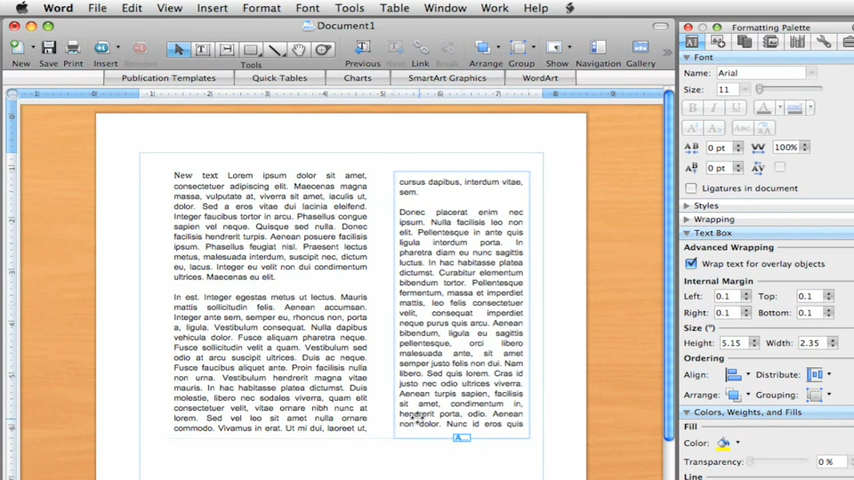 Word File Edit View Insert Format Font Tools Table Window Work Help
Document1
New Save Print Insert Remove Tools Previous Next Link Break Arrange Group Show Navigation Gallery
Publication Templates Quick Tables Charts SmartArt Graphics WordArt
New text Lorem ipsum dolor sit amet,
consectetuer adipiscing elit. Maecenas magna
massa, vulputate at, viverra sit amet, iaculis ut,
dolor. Sed a eros vitae dui lacinia eleifend.
Integer faucibus tortor in arcu. Phasellus congue
sapien vitae odio. Quisque sed nulla. Donec
facilisis hendrerit turpis. Aenean posuere facilisis
ipsum. Phasellus feugiat nisl. Praesent lectus
metus, malesuada interdum, suscipit nec, dictum
eu, lacus. Integer eu velit non dui condimentum
ultrices. Maecenas eu elit.
In est. Integer egestas metus ut lectus. Mauris
mattis sollicitudin felis. Aenean accumsan.
Integer ante sem, semper eu, rhoncus non, porta
a, ligula. Vestibulum consequat. Nulla dapibus
vehicula dolor. Fusce aliquam pharetra neque.
Fusce sollicitudin velit a quam. Vestibulum sed
odio at arcu suscipit ultrices. Duis ac neque.
Fusce faucibus aliquet ante. Proin facilisis nulla
non urna. Vestibulum hendrerit magna vitae
mauris. In hac habitasse platea dictumst. Duis
molestie, libero nec sodales viverra, quam est
consectetuer velit, vitae ornare nibh nunc at
lorem. Sed vel leo sit amet magna ornare
commodo. Vivamus in erat. Ut mi dui, laoreet ut,
cursus dapibus, interdum vitae,
sem.
Donec placerat enim nec
ipsum. Nulla facilisis leo non
elit. Pellentesque in ante quis
ligula interdum porta. In
pharetra diam eu nunc sagittis
luctus. In hac habitasse platea
dictumst. Curabitur elementum
bibendum tortor. Pellentesque
fermentum, massa et imperdiet
mattis, leo felis consectetuer
velit, consequat imperdiet
neque purus quis arcu. Aenean
bibendum, ligula eu mattis
pellentesque, orci libero
malesuada ante, sit amet
semper justo felis non dui. Nam
libero. Sed quis lorem. Cras id
justo nec odio ultrices viverra.
Aenean turpis sapien, facilisis
sit amet, condimentum in,
hendrerit porta, odio. Aenean
non dolor. Nunc id eros quis
Formatting Palette
Font
Name: Arial
Size: 11
B I U
0 pt 100%
0 pt
Ligatures in document
Styles
Wrapping
Text Box
Advanced Wrapping
Wrap text for overlay objects
Internal Margin
Left: 0.1 Top: 0.1
Right: 0.1 Bottom: 0.1
Size (")
Height: 5.15 Width: 2.35
Ordering
Align: Distribute:
Arrange: Grouping:
Colors, Weights, and Fills
Fill
Color:
Transparency: 0 %
Line